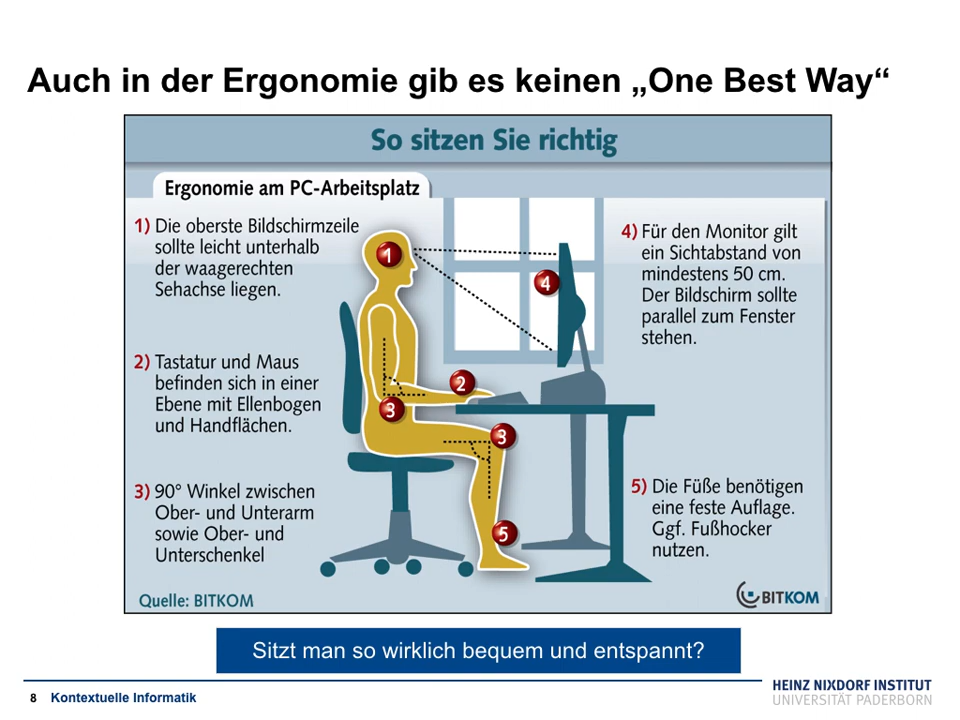 Auch in der Ergonomie gib es keinen „One Best Way“
So sitzen Sie richtig
Ergonomie am PC-Arbeitsplatz
1) Die oberste Bildschirmzeile
sollte leicht unterhalb
der waagerechten
Sehachse liegen.
2) Tastatur und Maus
befinden sich in einer
Ebene mit Ellenbogen
und Handflächen.
3) 90° Winkel zwischen
Ober- und Unterarm
sowie Ober- und
Unterschenkel
1
4
2
3
3
5
4) Für den Monitor gilt
ein Sichtabstand von
mindestens 50 cm.
Der Bildschirm sollte
parallel zum Fenster
stehen.
5) Die Füße benötigen
eine feste Auflage.
Ggf. Fußhocker
nutzen.
Quelle: BITKOM
BITKOM
Sitzt man so wirklich bequem und entspannt?
8 Kontextuelle Informatik
HEINZ NIXDORF INSTITUT
UNIVERSITÄT PADERBORN